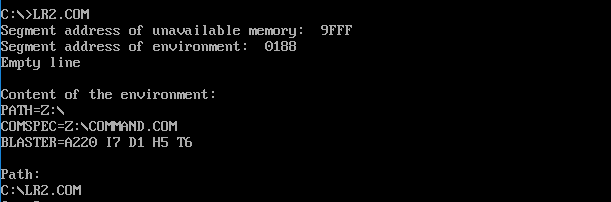 C:\>LR2.COM
Segment address of unavailable memory:  9FFF
Segment address of environment:  0188
Empty line
Content of the environment:
PATH=Z:\
COMSPEC=Z:\COMMAND.COM
BLASTER=A220 I7 D1 H5 T6
Path:
C:\LR2.COM